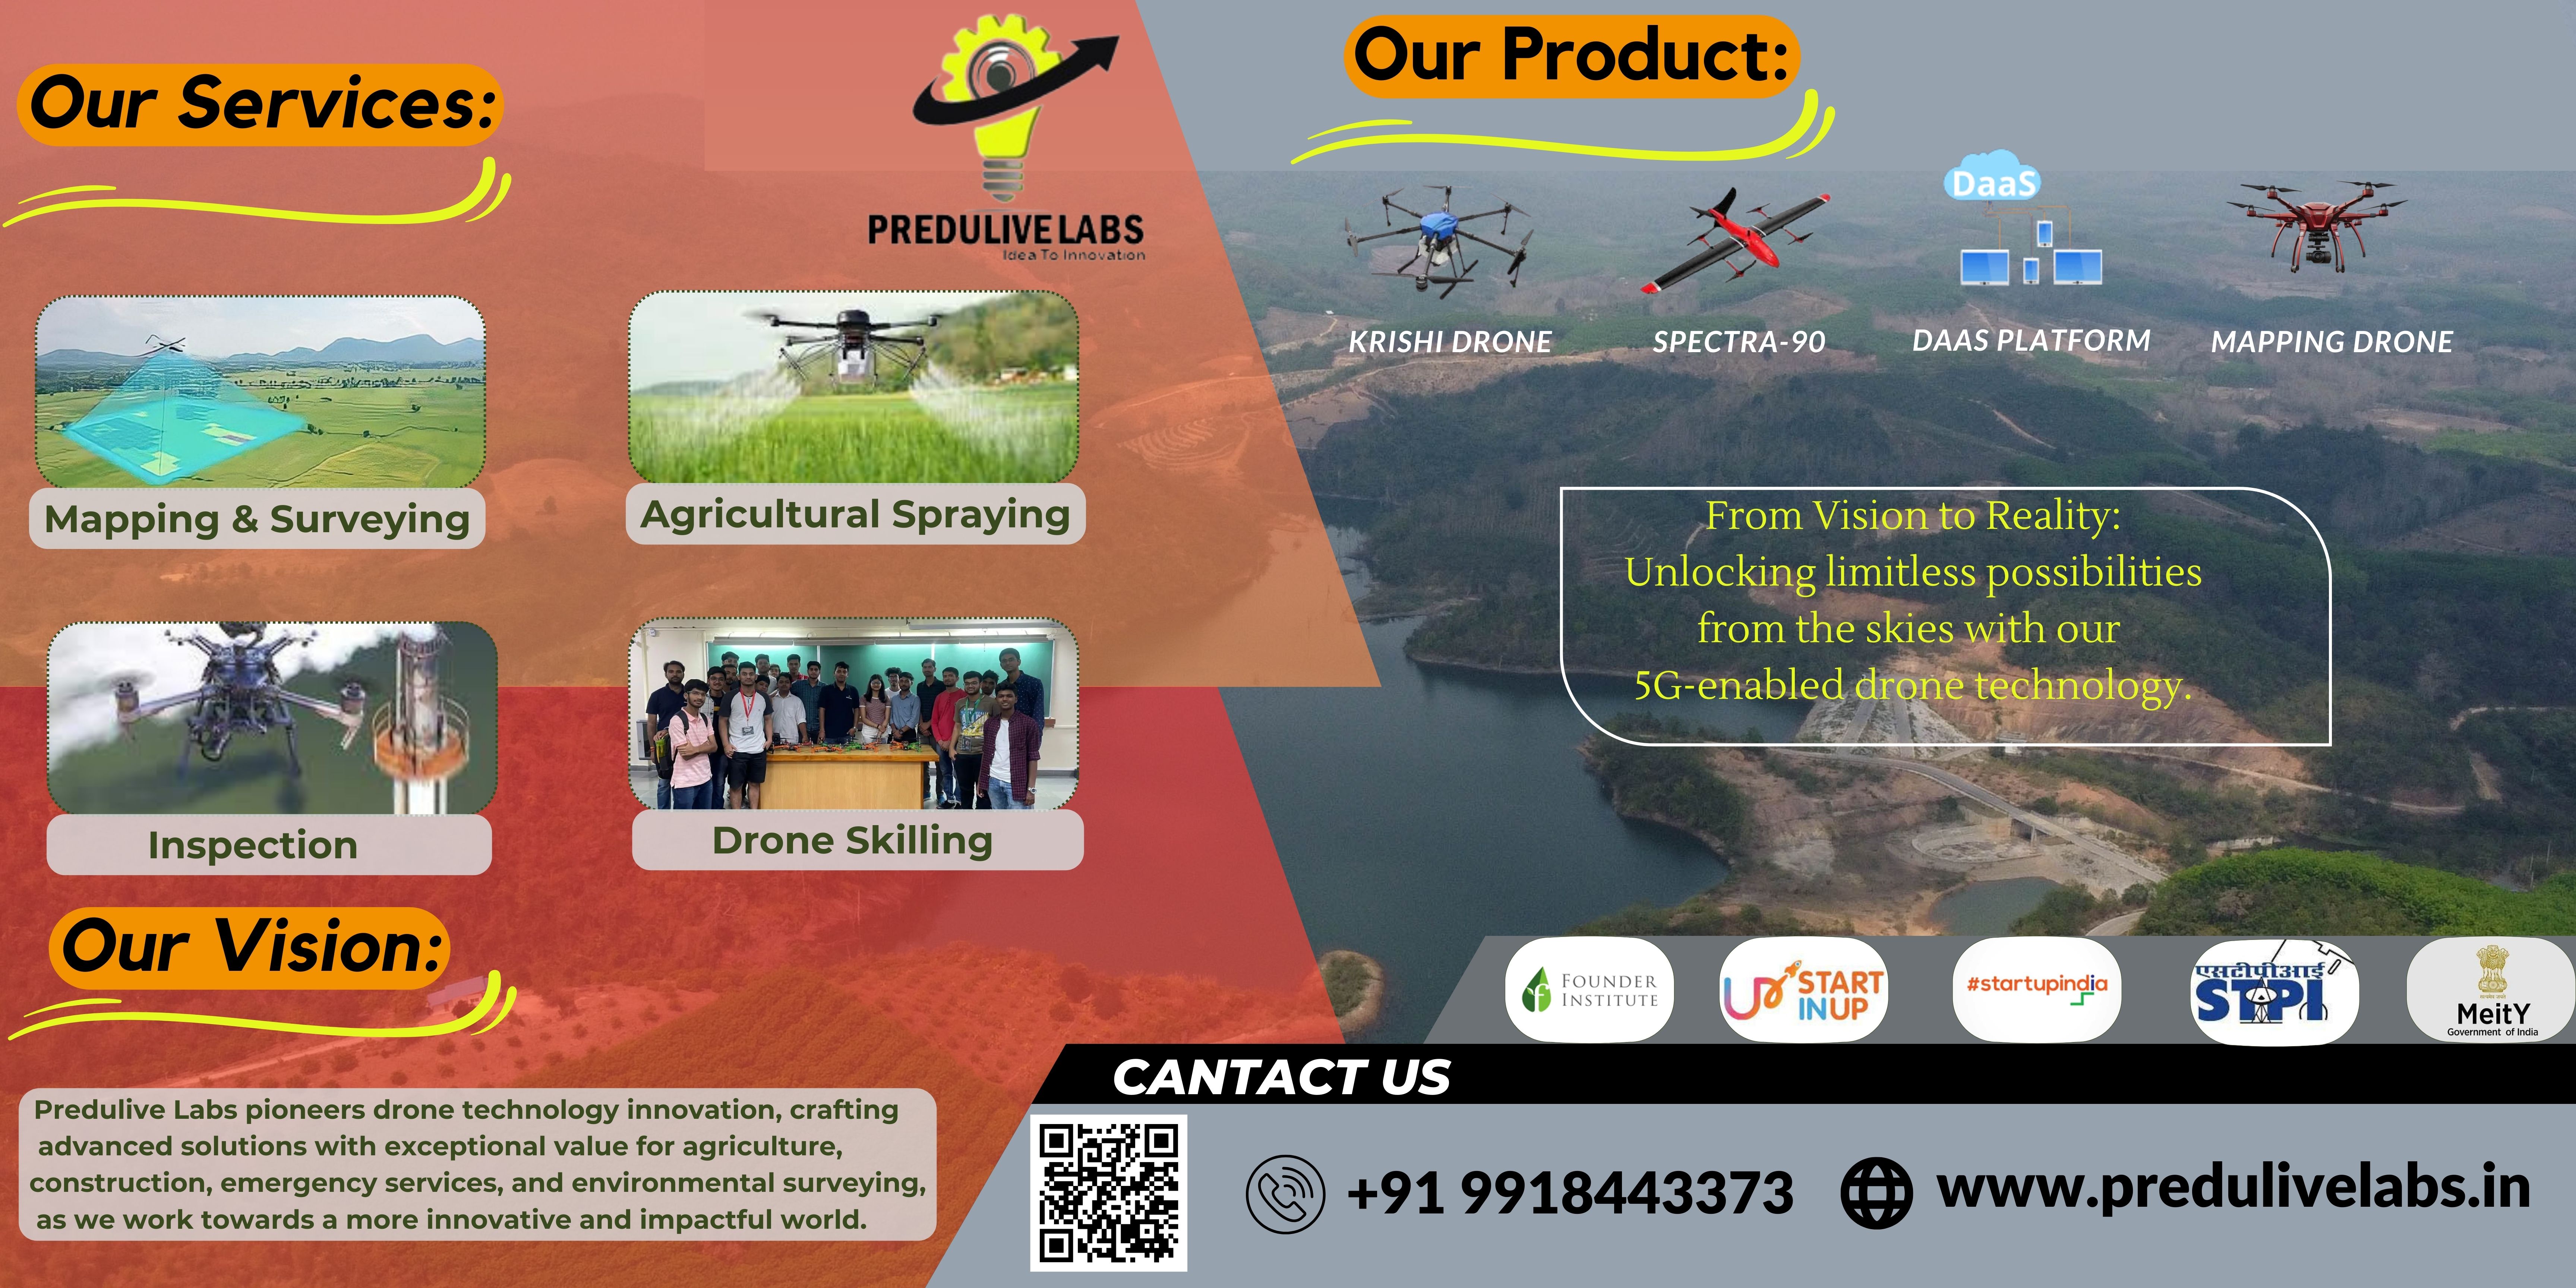 Our Services:
PREDULIVE LABS
Idea To Innovation
Mapping & Surveying
Agricultural Spraying
Inspection
Drone Skilling
Our Vision:
Predulive Labs pioneers drone technology innovation, crafting
advanced solutions with exceptional value for agriculture,
construction, emergency services, and environmental surveying,
as we work towards a more innovative and impactful world.
Our Product:
DaaS
KRISHI DRONE
SPECTRA-90
DAAS PLATFORM
MAPPING DRONE
From Vision to Reality:
Unlocking limitless possibilities
from the skies with our
5G-enabled drone technology.
FOUNDER
INSTITUTE
START
IN UP
#startupindia
एसटीपीआई
STPI
MeitY
Government of India
CANTACT US
+91 9918443373
www.predulivelabs.in